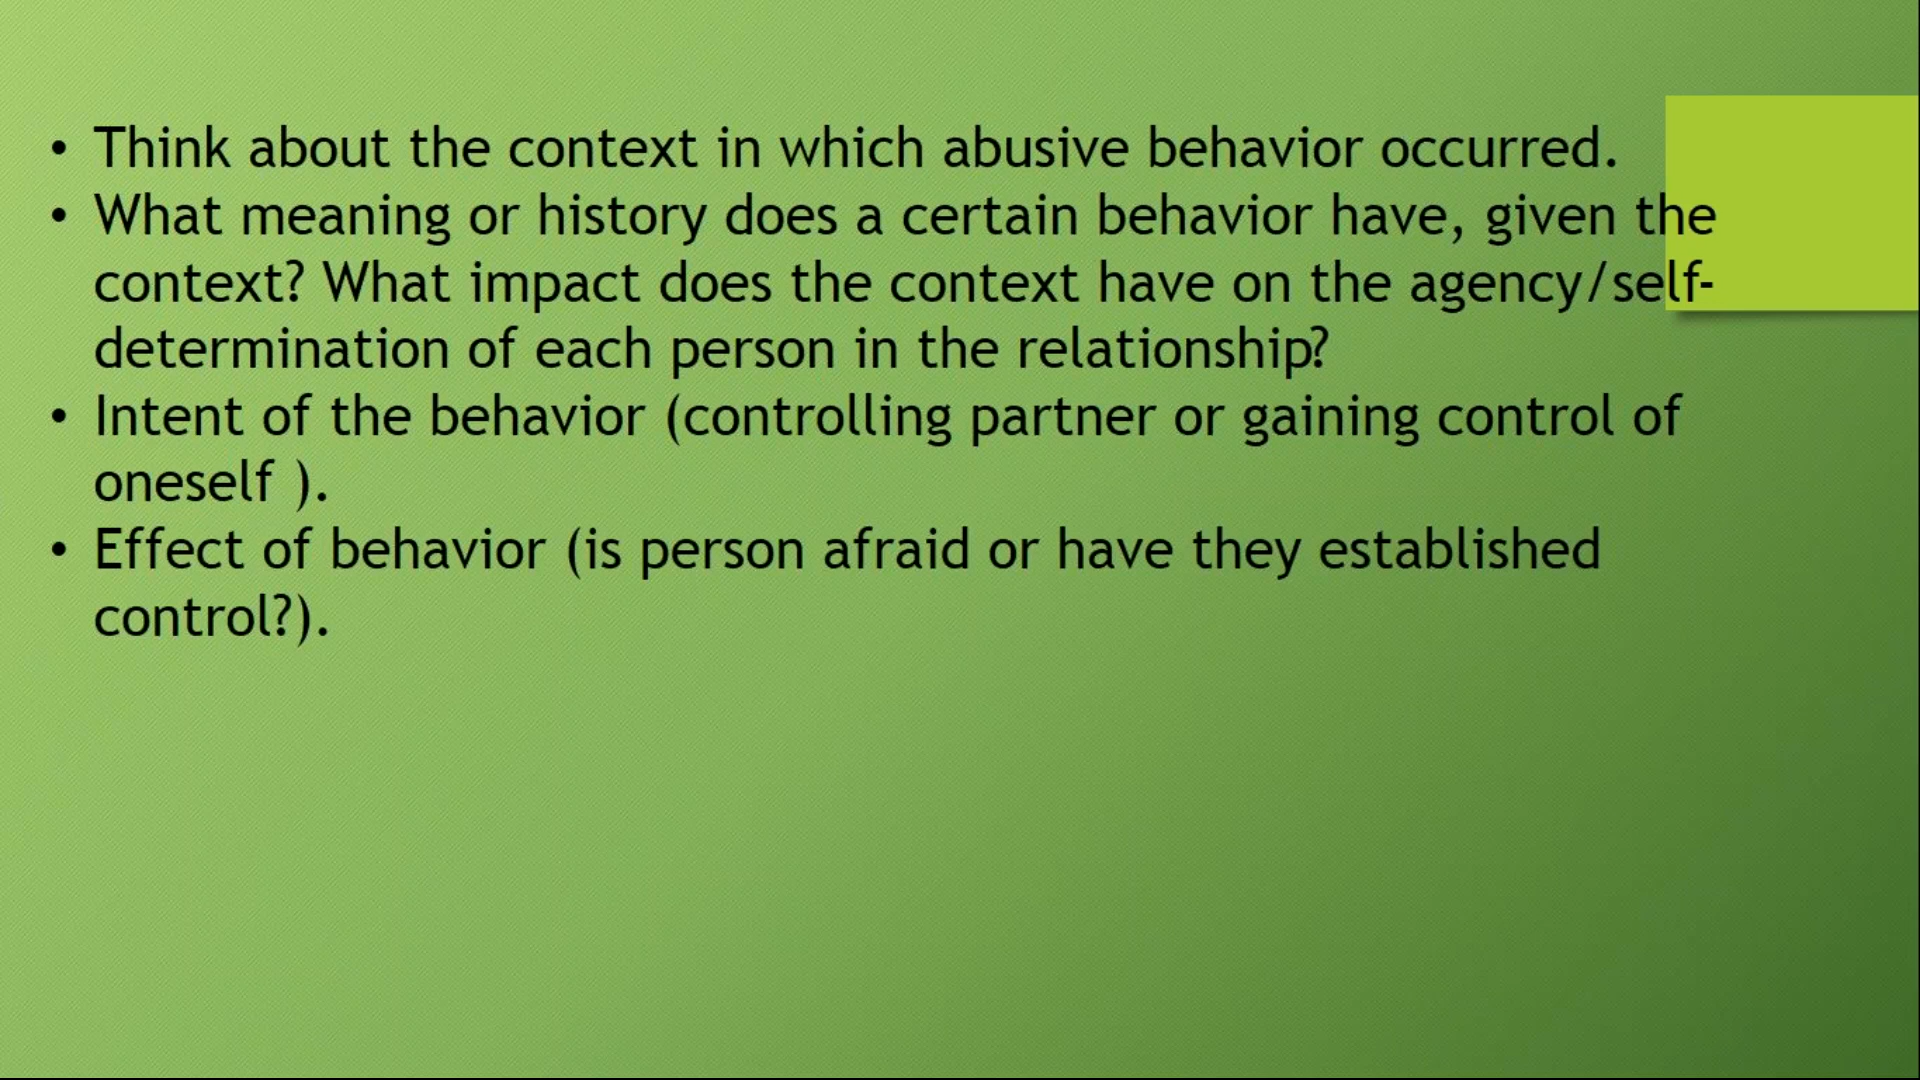 • Think about the context in which abusive behavior occurred.
• What meaning or history does a certain behavior have, given the
context? What impact does the context have on the agency/self-
determination of each person in the relationship?
• Intent of the behavior (controlling partner or gaining control of
oneself ).
• Effect of behavior (is person afraid or have they established
control?).